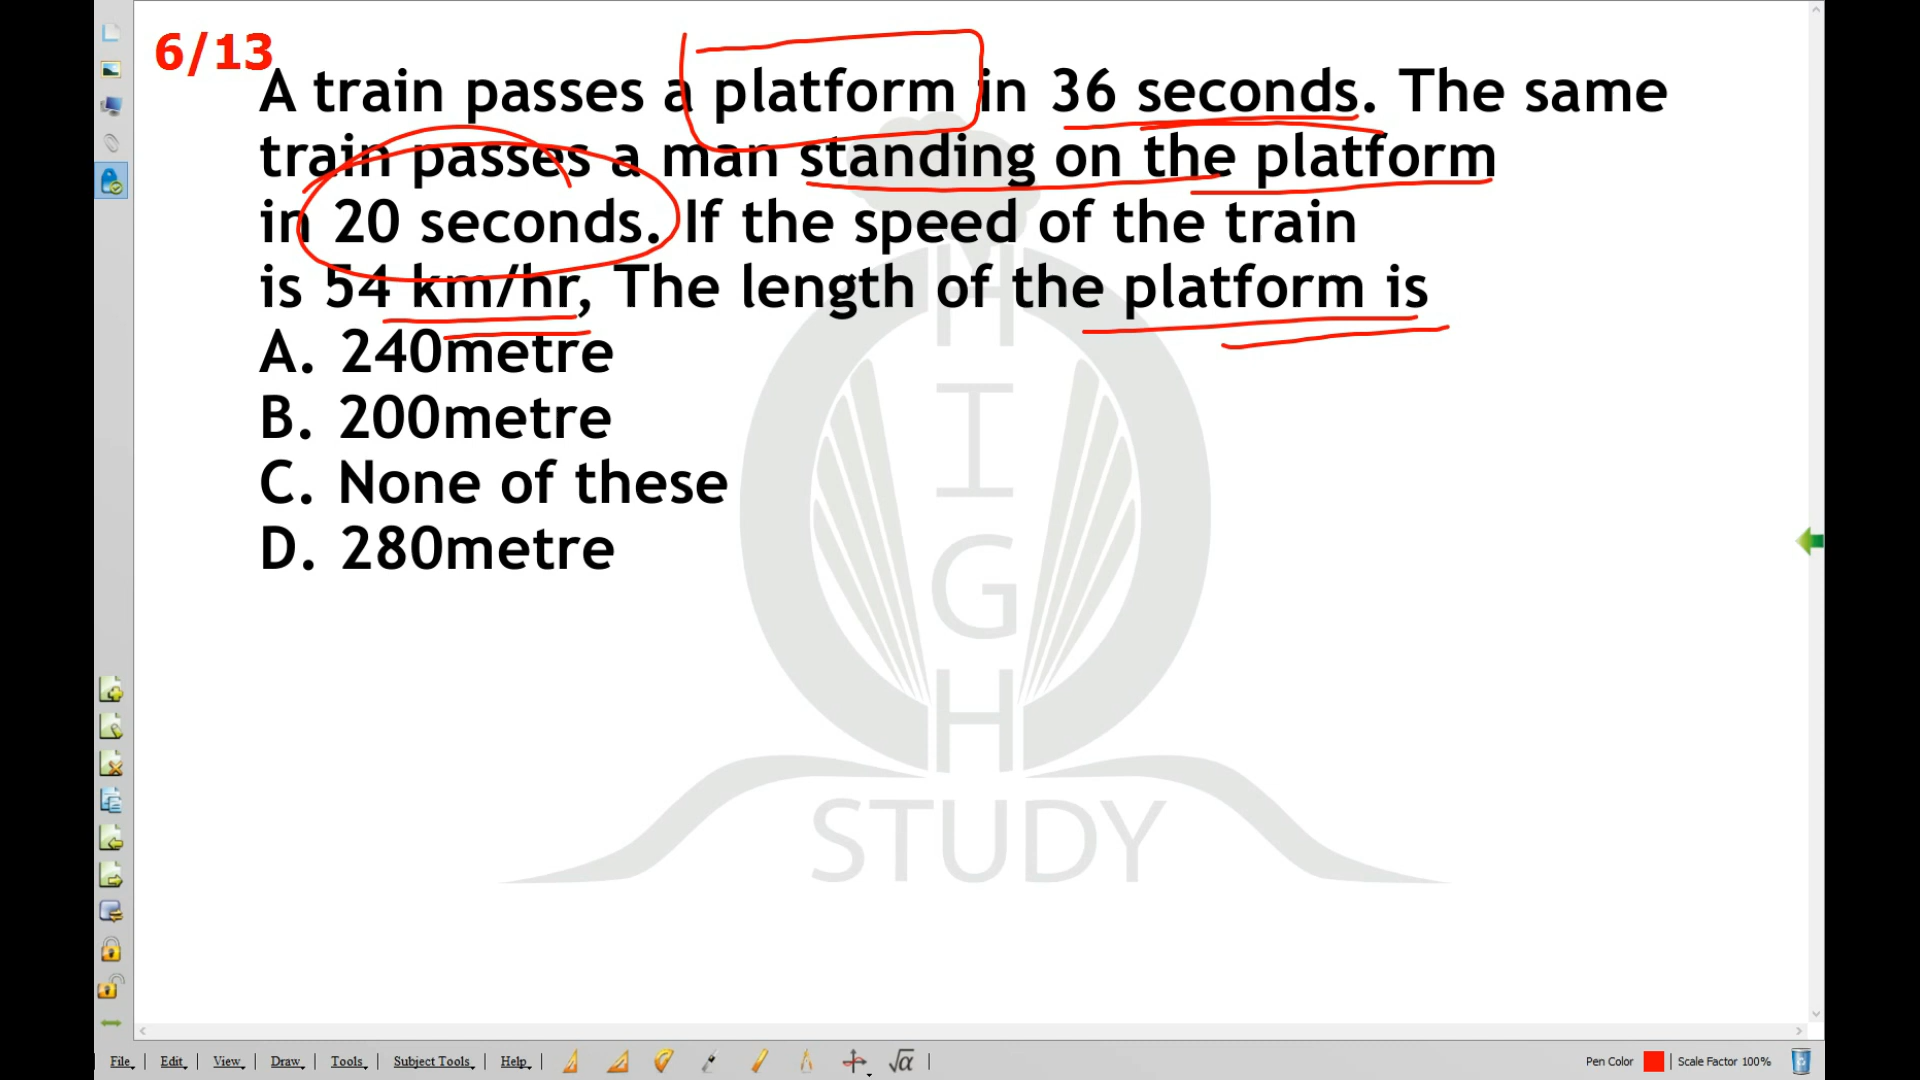 6/13
A train passes a platform in 36 seconds. The same
train passes a man standing on the platform
in 20 seconds. If the speed of the train
is 54 km/hr, The length of the platform is
A. 240metre
B. 200metre
C. None of these
D. 280metre
HIGH
STUDY
File
Edit
View
Draw
Tools
Subject Tools
Help
√α
Pen Color
Scale Factor 100%